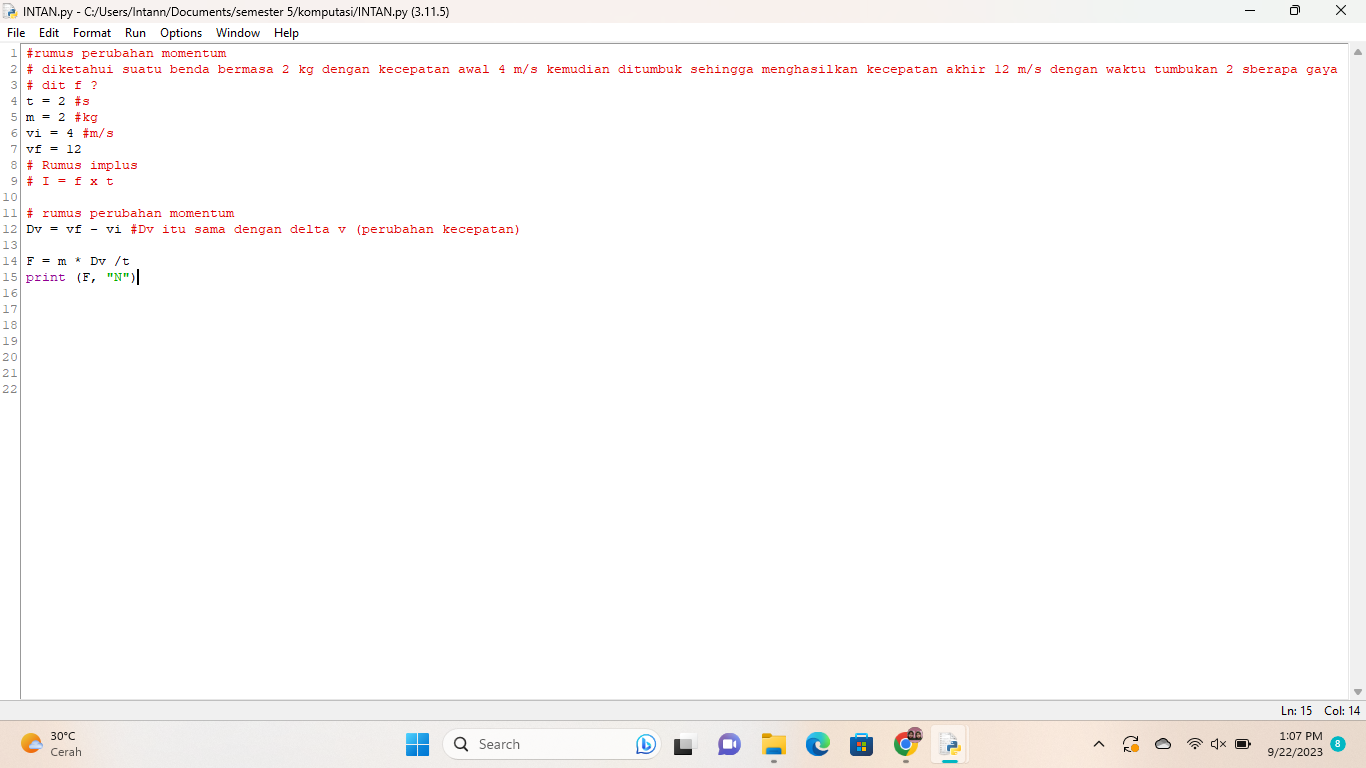 INTAN.py - C:/Users/Intann/Documents/semester 5/komputasi/INTAN.py (3.11.5)
File Edit Format Run Options Window Help
1 #rumus perubahan momentum
2 # diketahui suatu benda bermasa 2 kg dengan kecepatan awal 4 m/s kemudian ditumbuk sehingga menghasilkan kecepatan akhir 12 m/s dengan waktu tumbukan 2 sberapa gaya
3 # dit f ?
4 t = 2 #s
5 m = 2 #kg
6 vi = 4 #m/s
7 vf = 12
8 # Rumus implus
9 # I = f x t
10
11 # rumus perubahan momentum
12 Dv = vf - vi #Dv itu sama dengan delta v (perubahan kecepatan)
13
14 F = m * Dv /t
15 print (F, "N")
16
17
18
19
20
21
22
Ln: 15 Col: 14
30°C
Cerah
Search
1:07 PM
9/22/2023
8